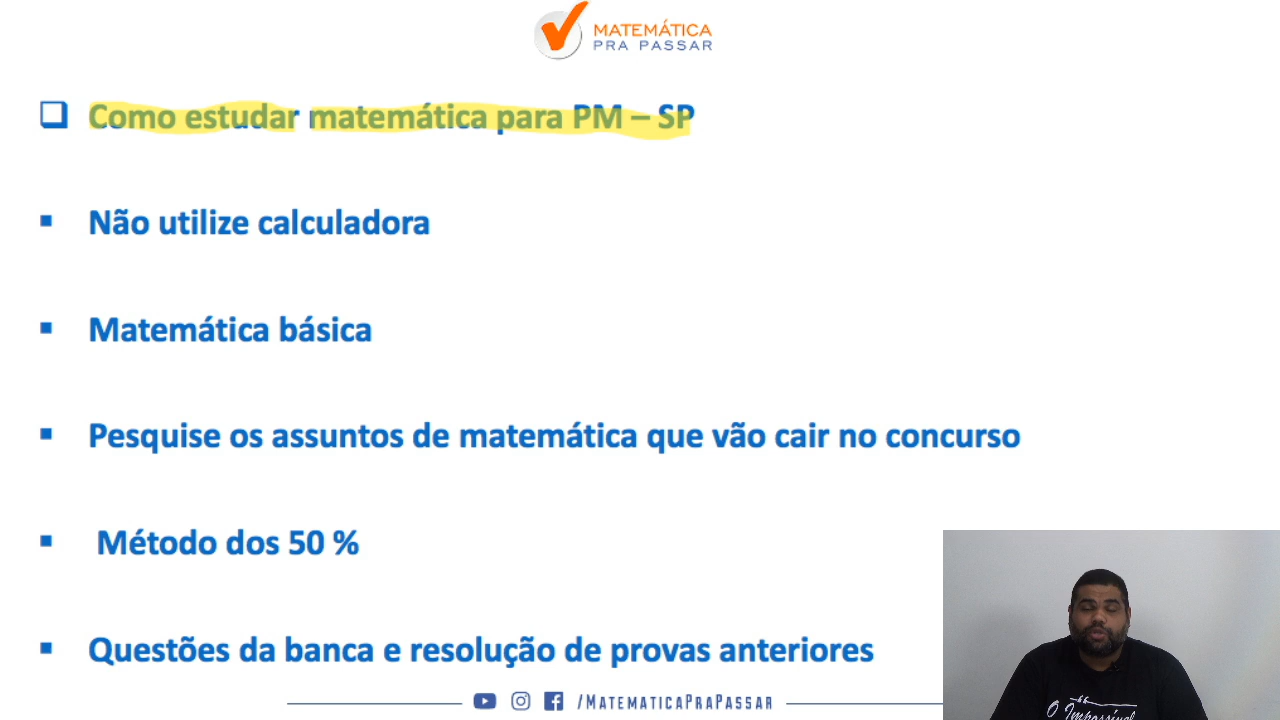 MATEMÁTICA
PRA PASSAR
Como estudar matemática para PM – SP
Não utilize calculadora
Matemática básica
Pesquise os assuntos de matemática que vão cair no concurso
Método dos 50 %
Questões da banca e resolução de provas anteriores
/MATEMATICAPRAPASSAR
O Impossível